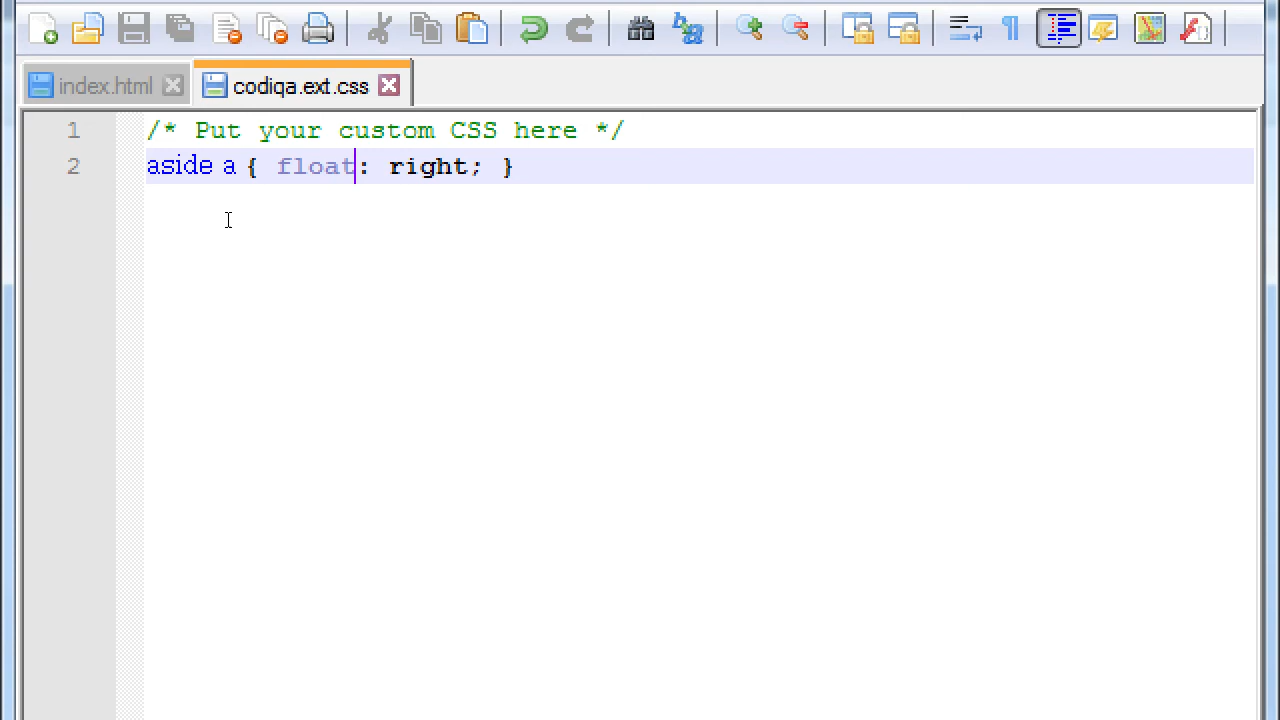 index.html codiqa.ext.css
1 /* Put your custom CSS here */
2 aside a { float: right; }